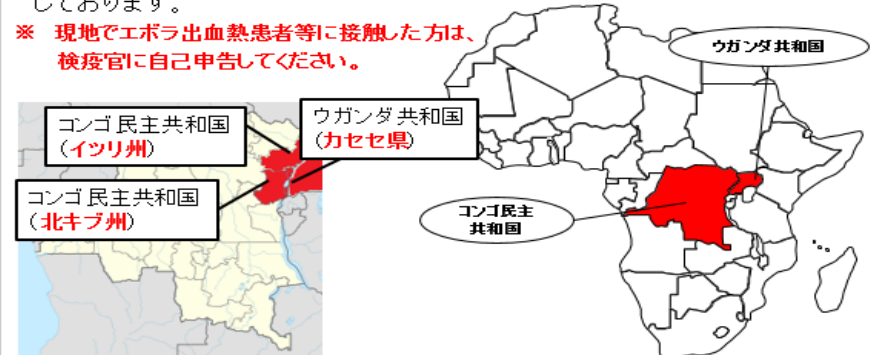 しております。
※ 現地でエボラ出血熱患者等に接触した方は、
検疫官に自己申告してください。
コンゴ民主共和国
(イツリ州)
ウガンダ共和国
(カセセ県)
コンゴ民主共和国
(北キブ州)
ウガンダ共和国
コンゴ民主
共和国